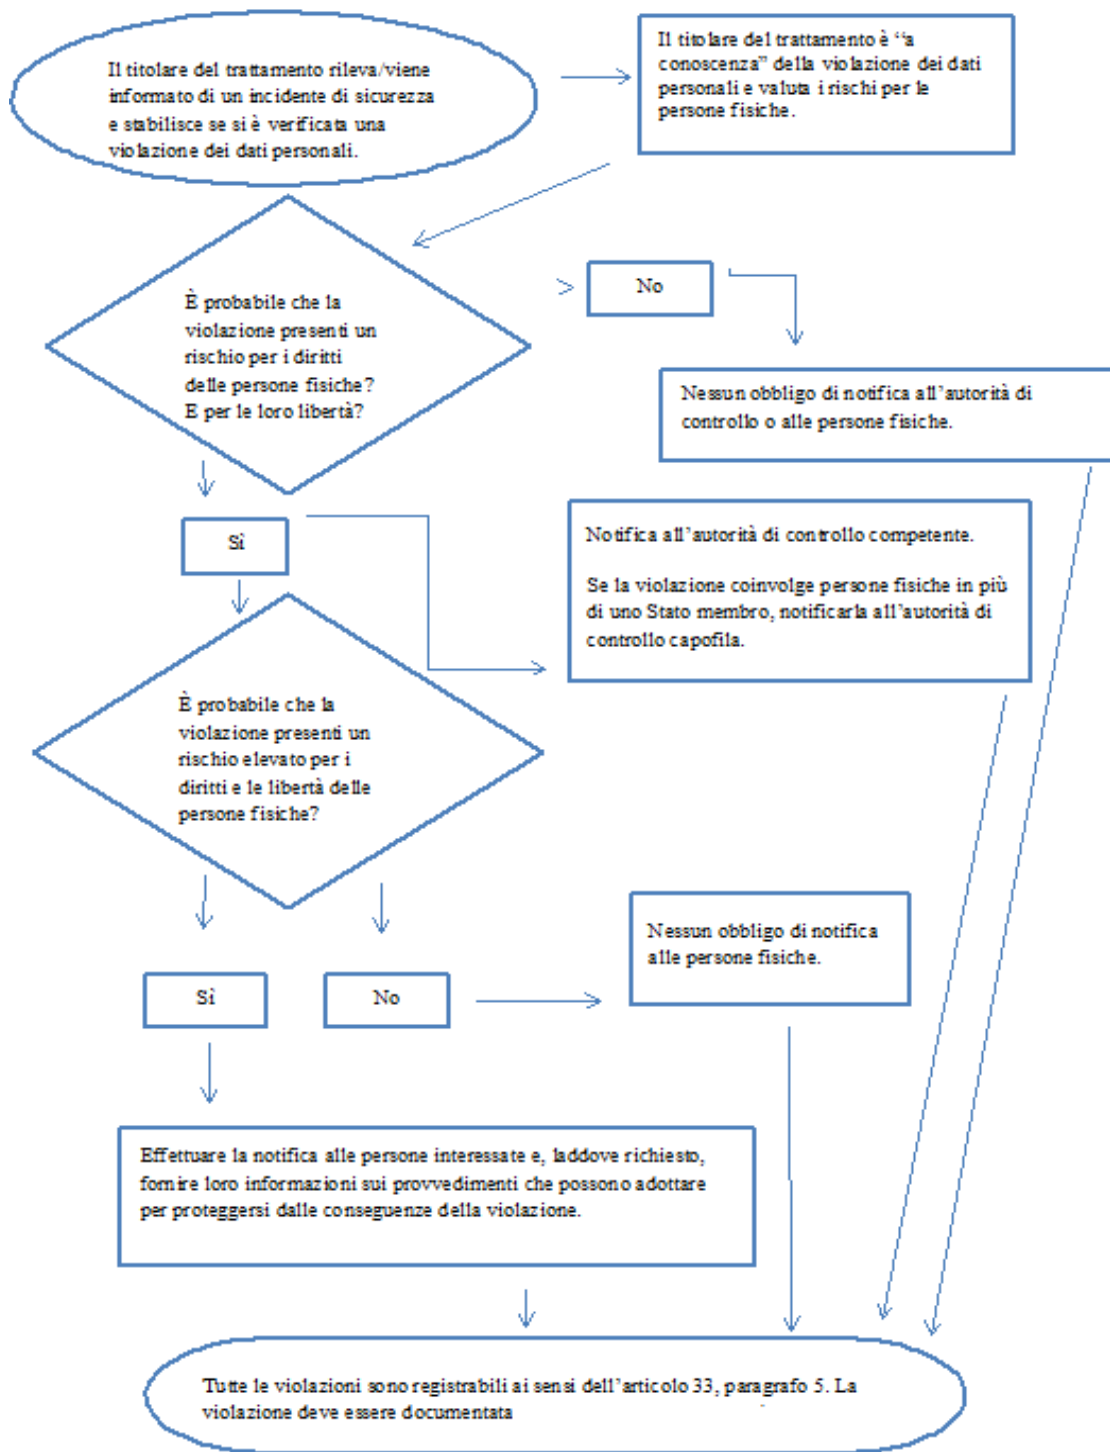 Il titolare del trattamento rileva/viene
informato di un incidente di sicurezza
e stabilisce se si è verificata una
violazione dei dati personali.
Il titolare del trattamento è “a
conoscenza” della violazione dei dati
personali e valuta i rischi per le
persone fisiche.
È probabile che la
violazione presenti un
rischio per i diritti
delle persone fisiche?
E per le loro libertà?
No
Nessun obbligo di notifica all’autorità di
controllo o alle persone fisiche.
Sì
Notifica all’autorità di controllo competente.
Se la violazione coinvolge persone fisiche in più
di uno Stato membro, notificarla all’autorità di
controllo capofila.
È probabile che la
violazione presenti un
rischio elevato per i
diritti e le libertà delle
persone fisiche?
Sì
No
Nessun obbligo di notifica
alle persone fisiche.
Effettuare la notifica alle persone interessate e, laddove richiesto,
fornire loro informazioni sui provvedimenti che possono adottare
per proteggersi dalle conseguenze della violazione.
Tutte le violazioni sono registrabili ai sensi dell’articolo 33, paragrafo 5. La
violazione deve essere documentata